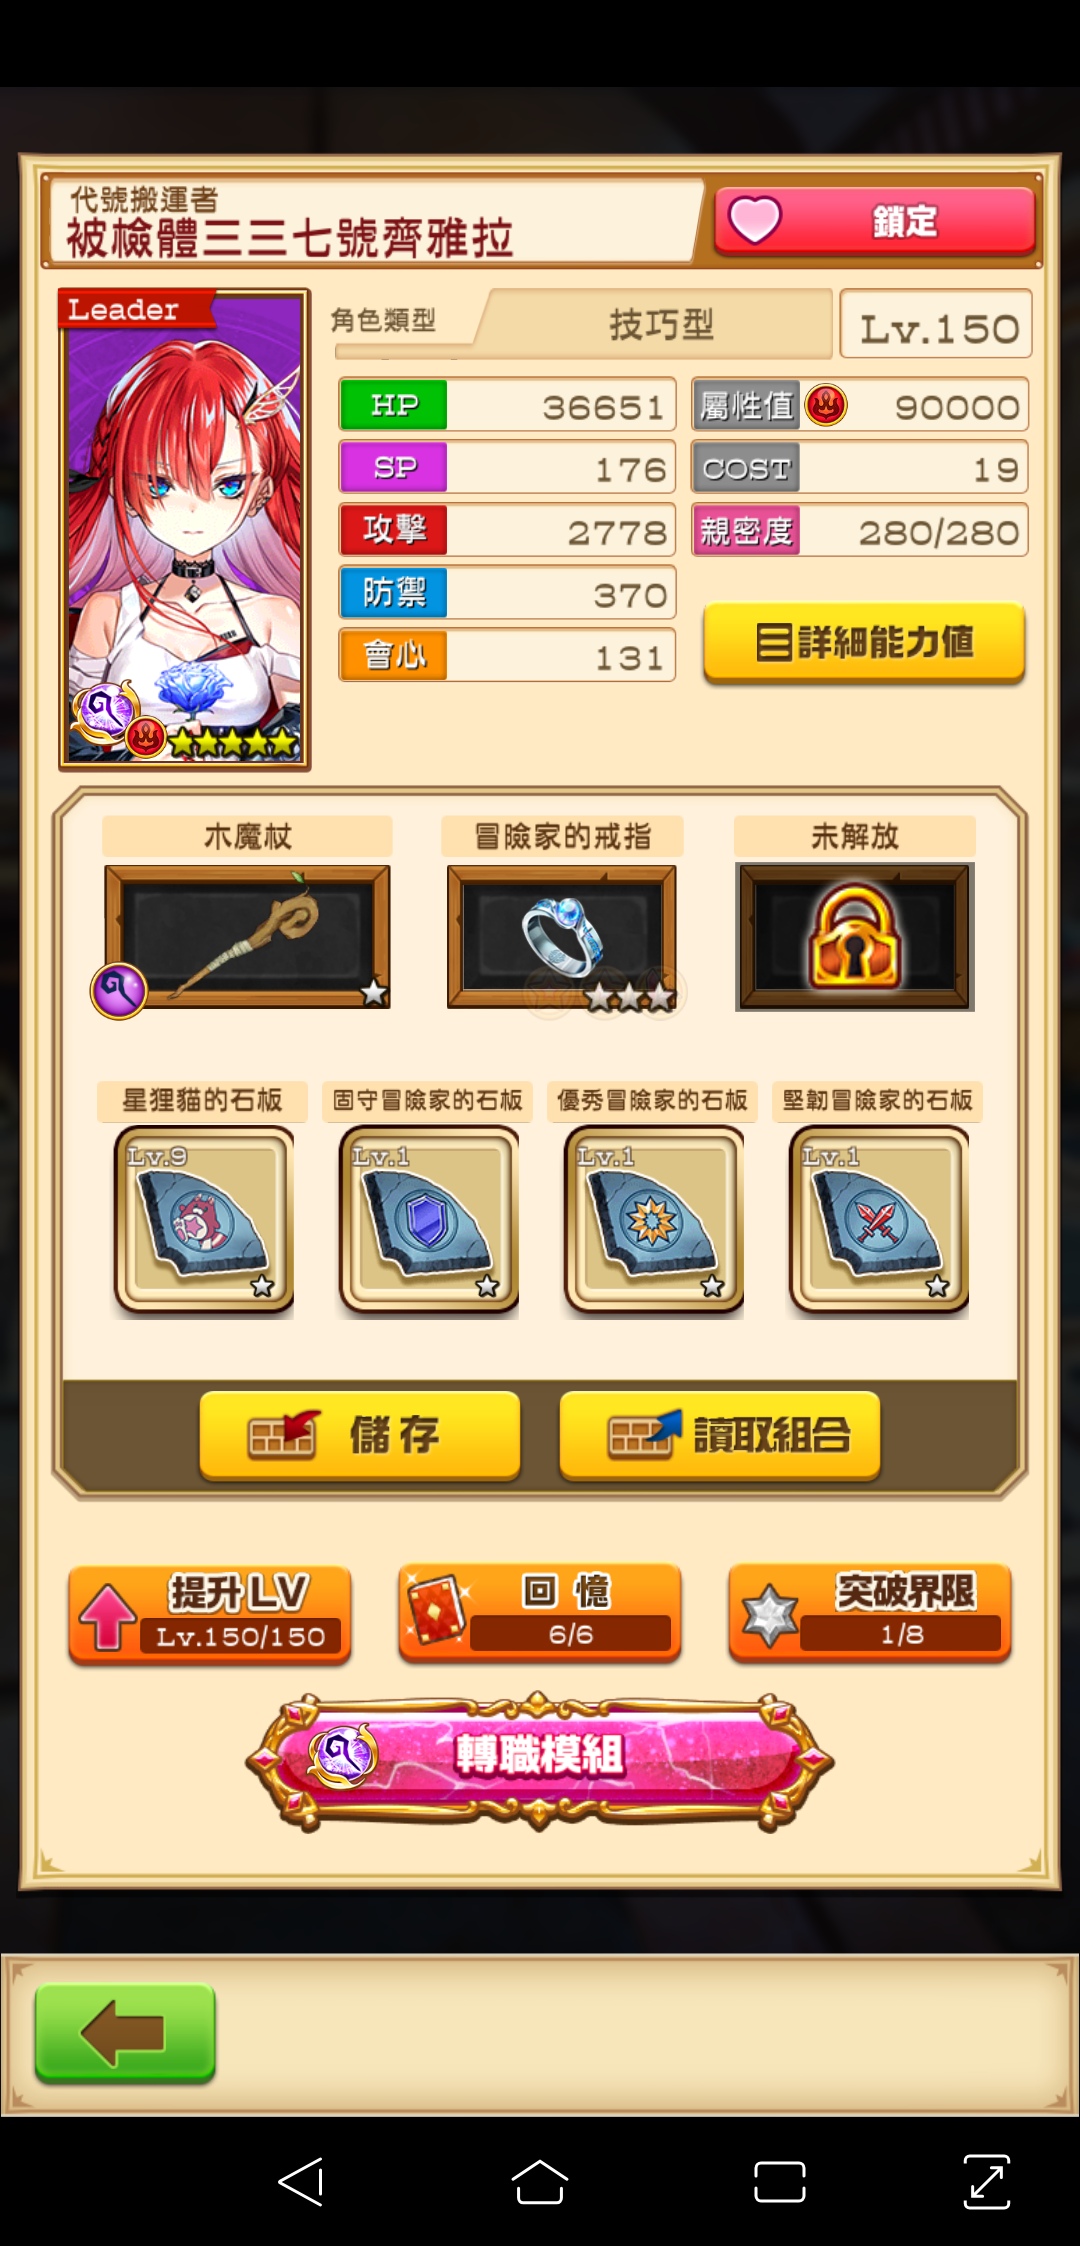 代號搬運者
被檢體三三七號齊雅拉
鎖定
Leader
角色類型
技巧型
Lv.150
HP
36651
屬性值
90000
SP
176
COST
19
攻擊
2778
親密度
280/280
防禦
370
詳細能力值
會心
131
木魔杖
冒險家的戒指
未解放
星狸貓的石板
固守冒險家的石板
優秀冒險家的石板
堅韌冒險家的石板
Lv.9
Lv.1
Lv.1
Lv.1
儲存
讀取組合
提升LV
Lv.150/150
回憶
6/6
突破界限
1/8
轉職模組